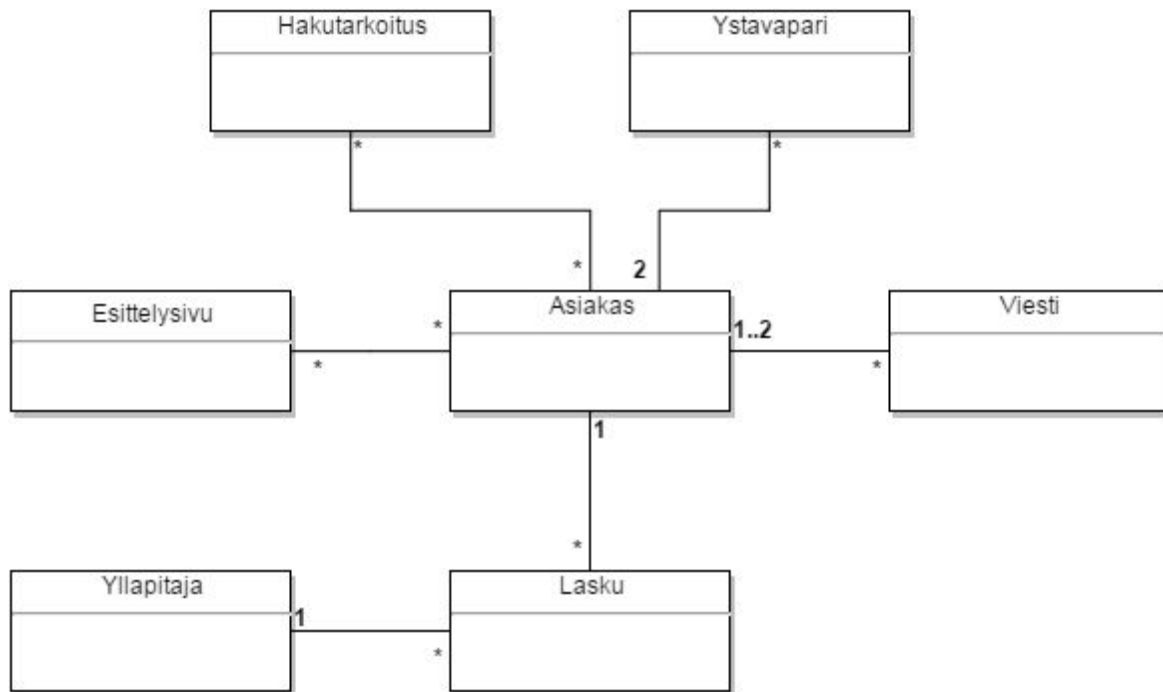 Hakutarkoitus
Ystavapari
*
*
*
2
Esittelysivu
Asiakas
Viesti
*
1..2
*
*
1
*
Yllapitaja
Lasku
1
*